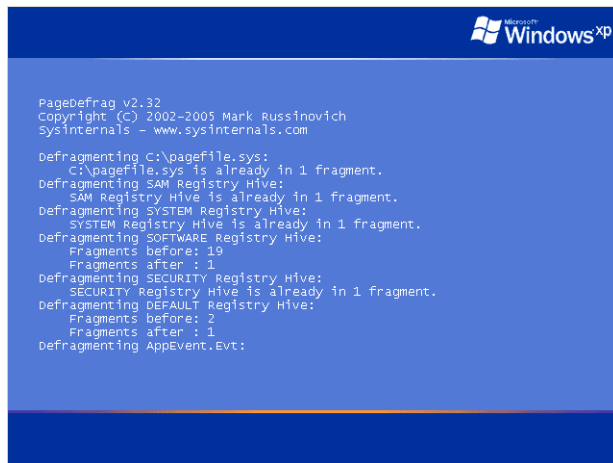 Microsoft
Windows xp
PageDefrag v2.32
Copyright (C) 2002-2005 Mark Russinovich
Sysinternals - www.sysinternals.com
Defragmenting C:\pagefile.sys:
C:\pagefile.sys is already in 1 fragment.
Defragmenting SAM Registry Hive:
SAM Registry Hive is already in 1 fragment.
Defragmenting SYSTEM Registry Hive:
SYSTEM Registry Hive is already in 1 fragment.
Defragmenting SOFTWARE Registry Hive:
Fragments before: 19
Fragments after : 1
Defragmenting SECURITY Registry Hive:
SECURITY Registry Hive is already in 1 fragment.
Defragmenting DEFAULT Registry Hive:
Fragments before: 2
Fragments after : 1
Defragmenting AppEvent.Evt: